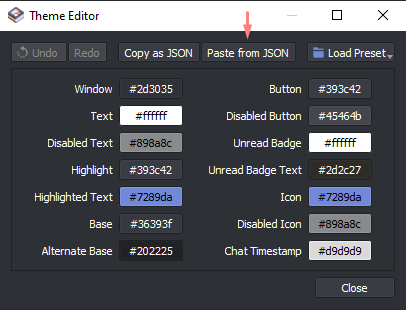 Theme Editor
Undo Redo Copy as JSON Paste from JSON Load Preset
Window #2d3035 Button #393c42
Text #ffffff Disabled Button #45464b
Disabled Text #898a8c Unread Badge #ffffff
Highlight #393c42 Unread Badge Text #2d2c27
Highlighted Text #7289da Icon #7289da
Base #36393f Disabled Icon #898a8c
Alternate Base #202225 Chat Timestamp #d9d9d9
Close